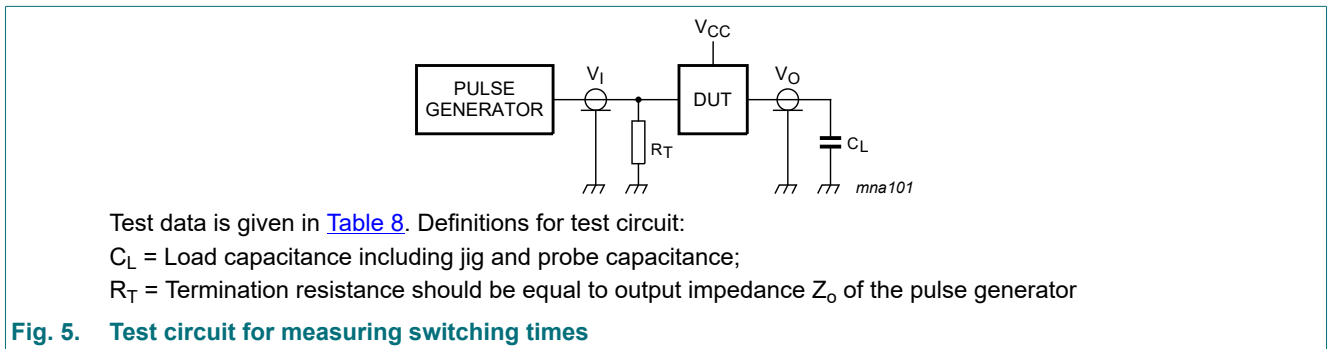 VCC
PULSE
GENERATOR
VI
DUT
VO
RT
CL
mna101
Test data is given in Table 8. Definitions for test circuit:
CL = Load capacitance including jig and probe capacitance;
RT = Termination resistance should be equal to output impedance Zo of the pulse generator
Fig. 5. Test circuit for measuring switching times